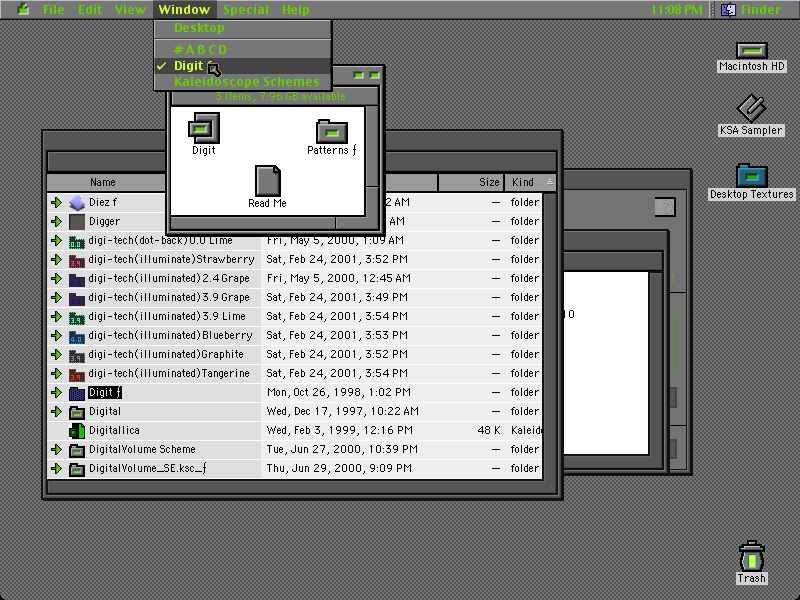 File Edit View Window Special Help 11:08 PM Finder
Desktop
# A B C D
✓ Digit
Kaleidoscope Schemes
3 items, 7.96 GB available
Digit
Patterns ƒ
Read Me
Macintosh HD
KSA Sampler
Desktop Textures
Trash
Name Size Kind
Diez f 2 AM — folder
Digger AM — folder
digi-tech(dot-back)0.0 Lime Fri, May 5, 2000, 1:09 AM — folder
digi-tech(illuminate)Strawberry Sat, Feb 24, 2001, 3:52 PM — folder
digi-tech(illuminated)2.4 Grape Fri, May 5, 2000, 12:45 AM — folder
digi-tech(illuminated)3.9 Grape Sat, Feb 24, 2001, 3:49 PM — folder
digi-tech(illuminated)3.9 Lime Sat, Feb 24, 2001, 3:54 PM — folder
digi-tech(illuminated)Blueberry Sat, Feb 24, 2001, 3:53 PM — folder
digi-tech(illuminated)Graphite Sat, Feb 24, 2001, 3:52 PM — folder
digi-tech(illuminated)Tangerine Sat, Feb 24, 2001, 3:54 PM — folder
Digit ƒ Mon, Oct 26, 1998, 1:02 PM — folder
Digital Wed, Dec 17, 1997, 10:22 AM — folder
Digitallica Wed, Feb 3, 1999, 12:16 PM 48 K Kaleid
DigitalVolume Scheme Tue, Jun 27, 2000, 10:39 PM — folder
DigitalVolume_SE.ksc_ƒ Thu, Jun 29, 2000, 9:09 PM — folder